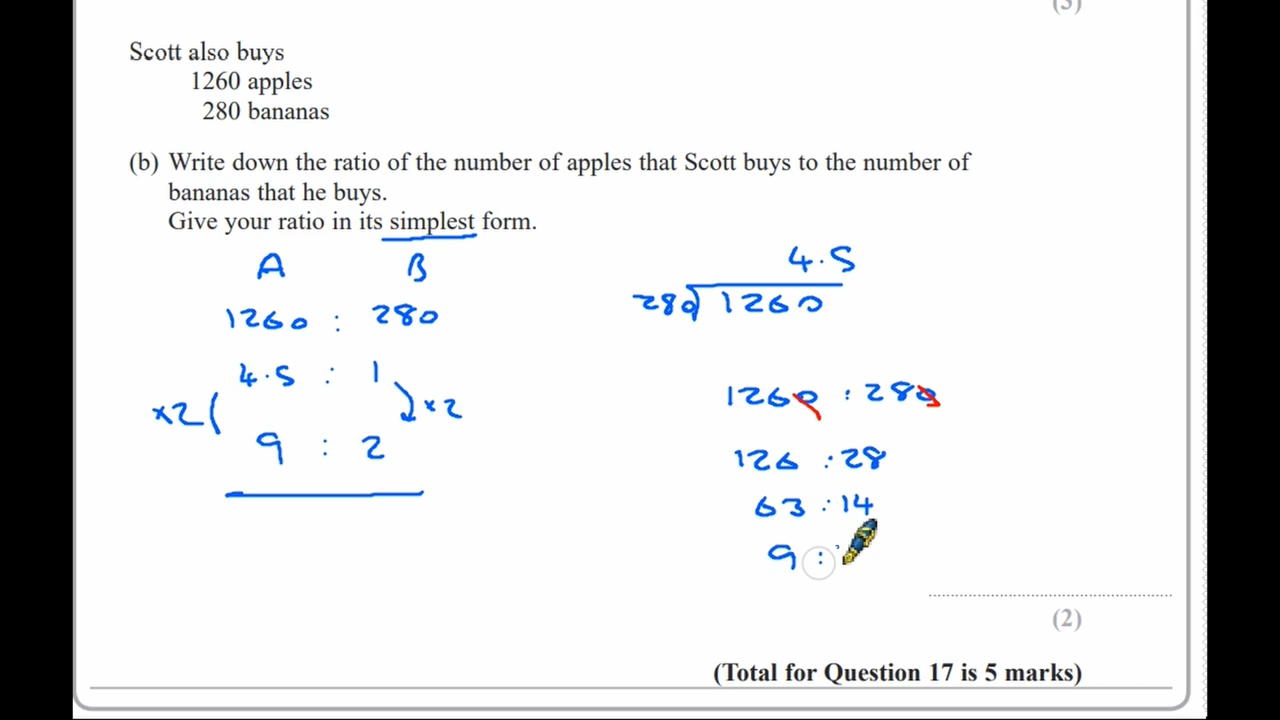 (3)
Scott also buys
1260 apples
280 bananas
(b) Write down the ratio of the number of apples that Scott buys to the number of
bananas that he buys.
Give your ratio in its simplest form.
A B
1260 : 280
4.5 : 1
×2 ×2
9 : 2
4.5
280 1260
1260 : 280
126 : 28
63 : 14
9 :
(2)
(Total for Question 17 is 5 marks)